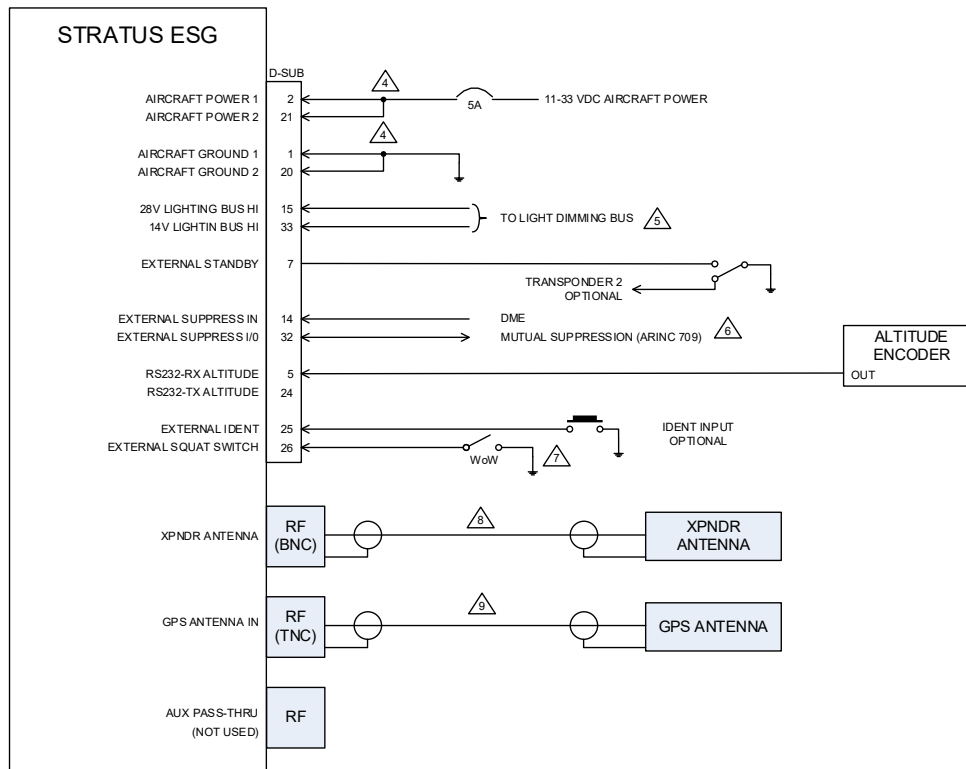 STRATUS ESG
D-SUB
AIRCRAFT POWER 1 2 4 5A 11-33 VDC AIRCRAFT POWER
AIRCRAFT POWER 2 21
AIRCRAFT GROUND 1 1 4
AIRCRAFT GROUND 2 20
28V LIGHTING BUS HI 15
TO LIGHT DIMMING BUS 5
14V LIGHTIN BUS HI 33
EXTERNAL STANDBY 7
TRANSPONDER 2
OPTIONAL
EXTERNAL SUPPRESS IN 14 DME
EXTERNAL SUPPRESS I/0 32 MUTUAL SUPPRESSION (ARINC 709) 6
ALTITUDE
ENCODER
OUT
RS232-RX ALTITUDE 5
RS232-TX ALTITUDE 24
EXTERNAL IDENT 25
IDENT INPUT
OPTIONAL
EXTERNAL SQUAT SWITCH 26
WoW 7
XPNDR ANTENNA
RF
(BNC)
8
XPNDR
ANTENNA
GPS ANTENNA IN
RF
(TNC)
9
GPS ANTENNA
AUX PASS-THRU
(NOT USED)
RF